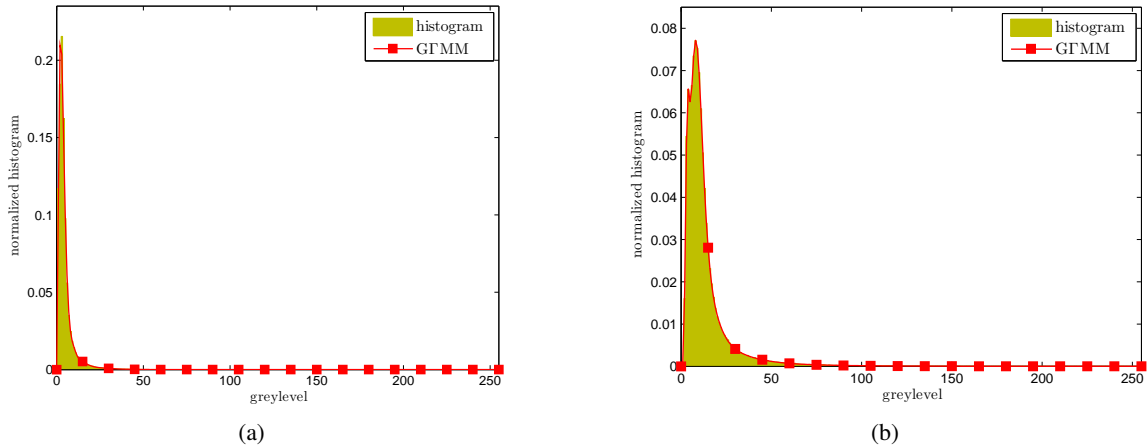 histogram
GΓMM
0.2
0.15
0.1
0.05
0
0 50 100 150 200 250
normalized histogram
greylevel
(a)
histogram
GΓMM
0.08
0.07
0.06
0.05
0.04
0.03
0.02
0.01
0
0 50 100 150 200 250
normalized histogram
greylevel
(b)